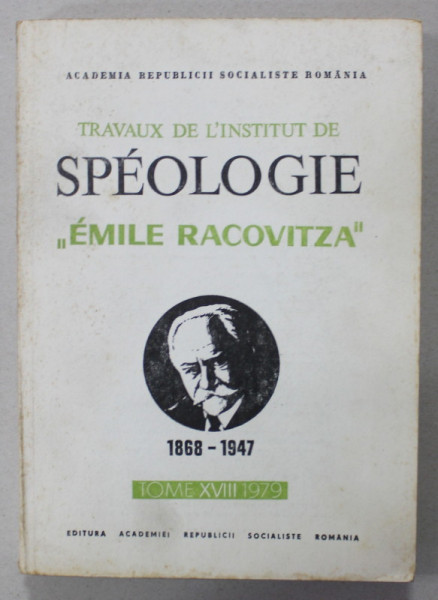 ACADEMIA REPUBLICII SOCIALISTE ROMÂNIA
TRAVAUX DE L'INSTITUT DE
SPÉOLOGIE
„ÉMILE RACOVITZA"
1868 – 1947
TOME XVIII 1979
EDITURA ACADEMIEI REPUBLICII SOCIALISTE ROMÂNIA